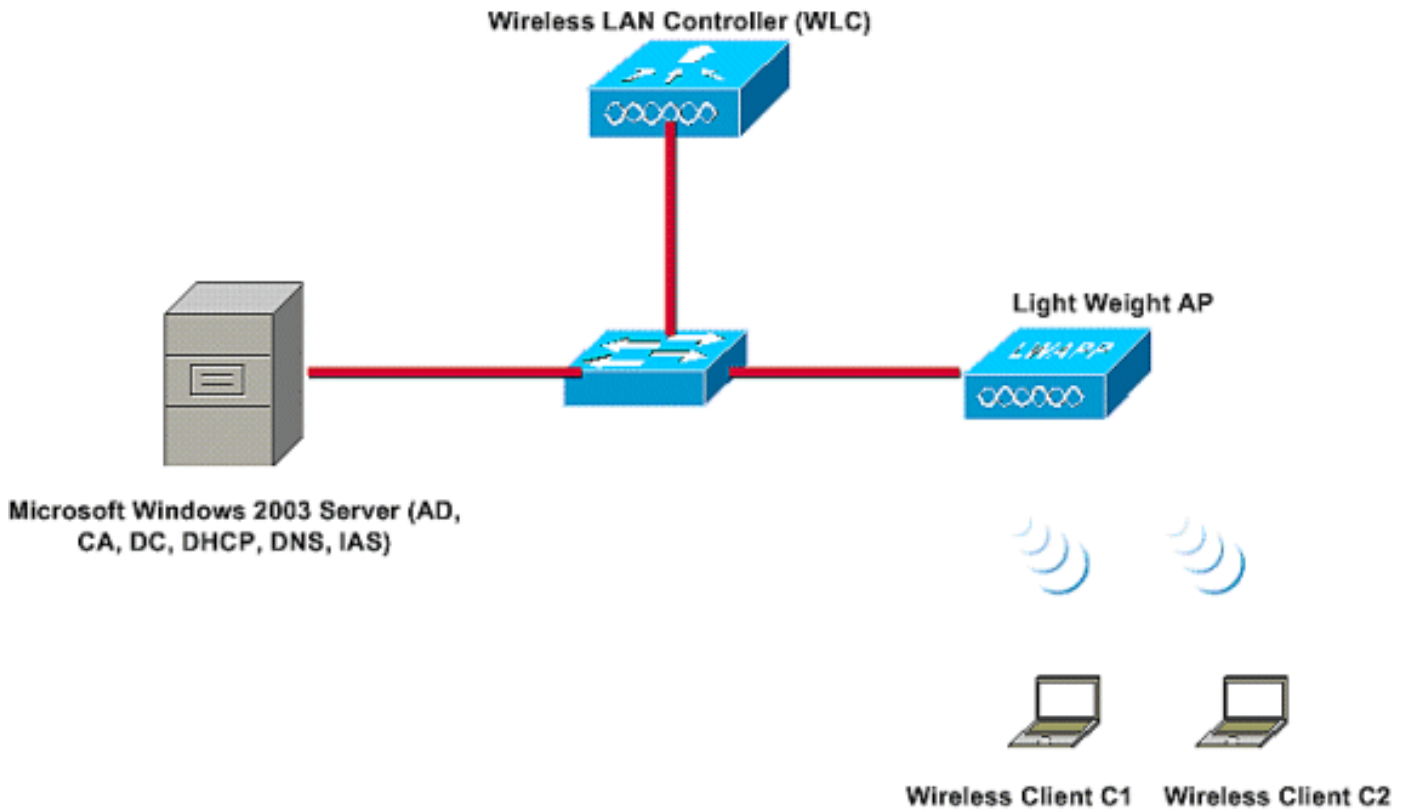 Wireless LAN Controller (WLC)
Light Weight AP
LWAPP
Microsoft Windows 2003 Server (AD,
CA, DC, DHCP, DNS, IAS)
Wireless Client C1
Wireless Client C2